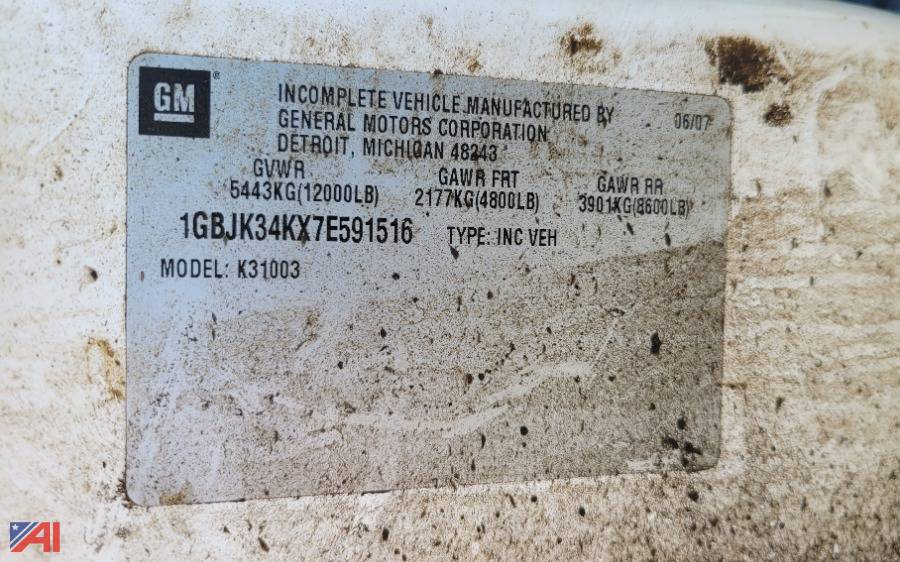 GM®
INCOMPLETE VEHICLE MANUFACTURED BY
GENERAL MOTORS CORPORATION
DETROIT, MICHIGAN 48243
06/07
GVWR GAWR FRT GAWR RR
5443KG(12000LB) 2177KG(4800LB) 3901KG(8600LB)
1GBJK34KX7E591516 TYPE: INC VEH
MODEL: K31003
AI